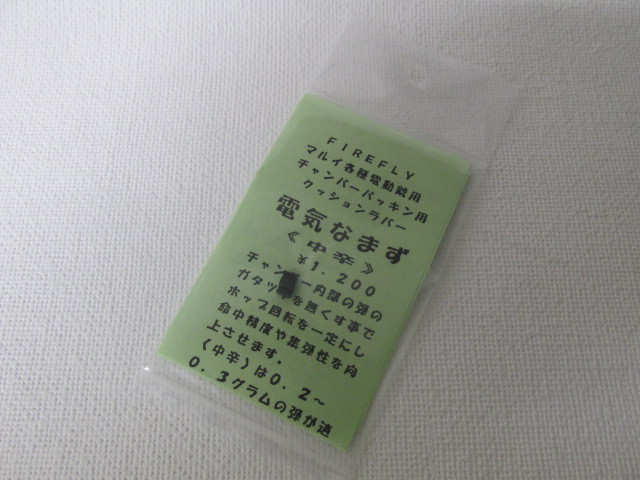 FIREFLY
マルイ各種電動銃用
チャンバーパッキン用
クッションラバー
電気なまず
《中辛》
¥1,200
チャンバー内部の弾の
ガタツキを無くす事で
ホップ回転を一定にし
命中精度や集弾性を向
上させます.
(中辛)は0.2~
0.3グラムの弾が適